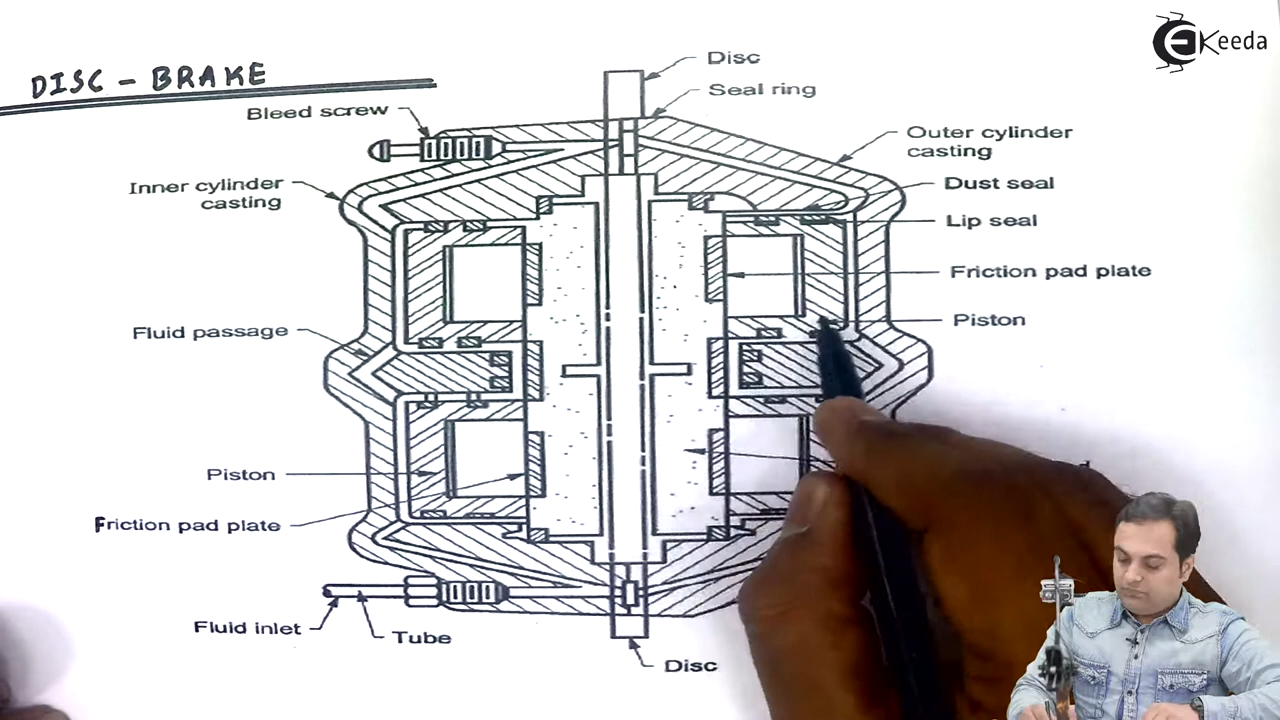 DISC - BRAKE
Keeda
Disc
Seal ring
Bleed screw
Outer cylinder
casting
Inner cylinder
casting
Dust seal
Lip seal
Friction pad plate
Fluid passage
Piston
Piston
Friction pad plate
Fluid inlet
Tube
Disc